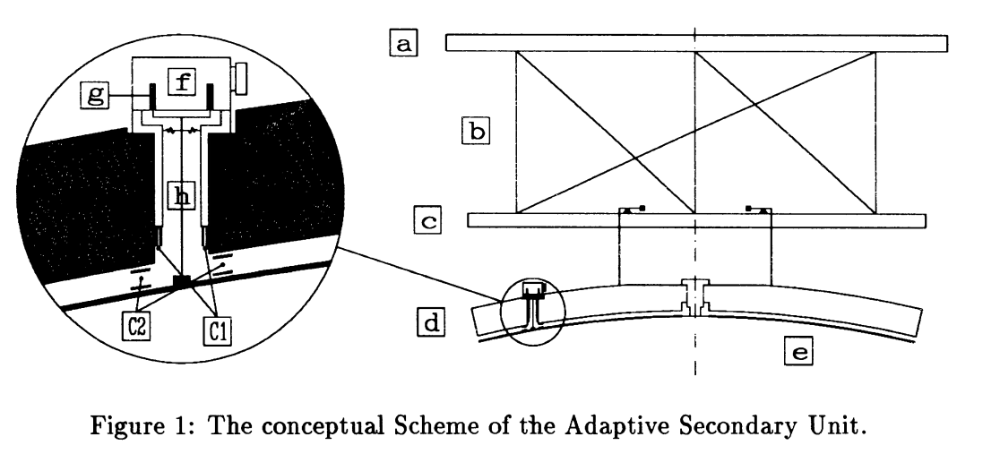 a
f
g
b
h
c
C2
C1
d
e
Figure 1: The conceptual Scheme of the Adaptive Secondary Unit.